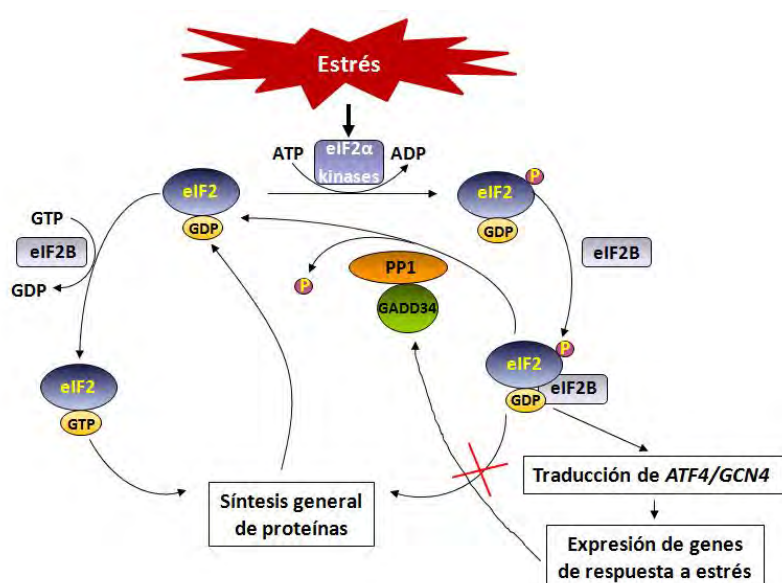 Estrés
ATP
eIF2α
kinases
ADP
eIF2
GDP
P
eIF2
GDP
GTP
eIF2B
GDP
eIF2B
P
PP1
GADD34
P
eIF2
eIF2B
GDP
eIF2
GTP
Síntesis general
de proteínas
Traducción de ATF4/GCN4
Expresión de genes
de respuesta a estrés